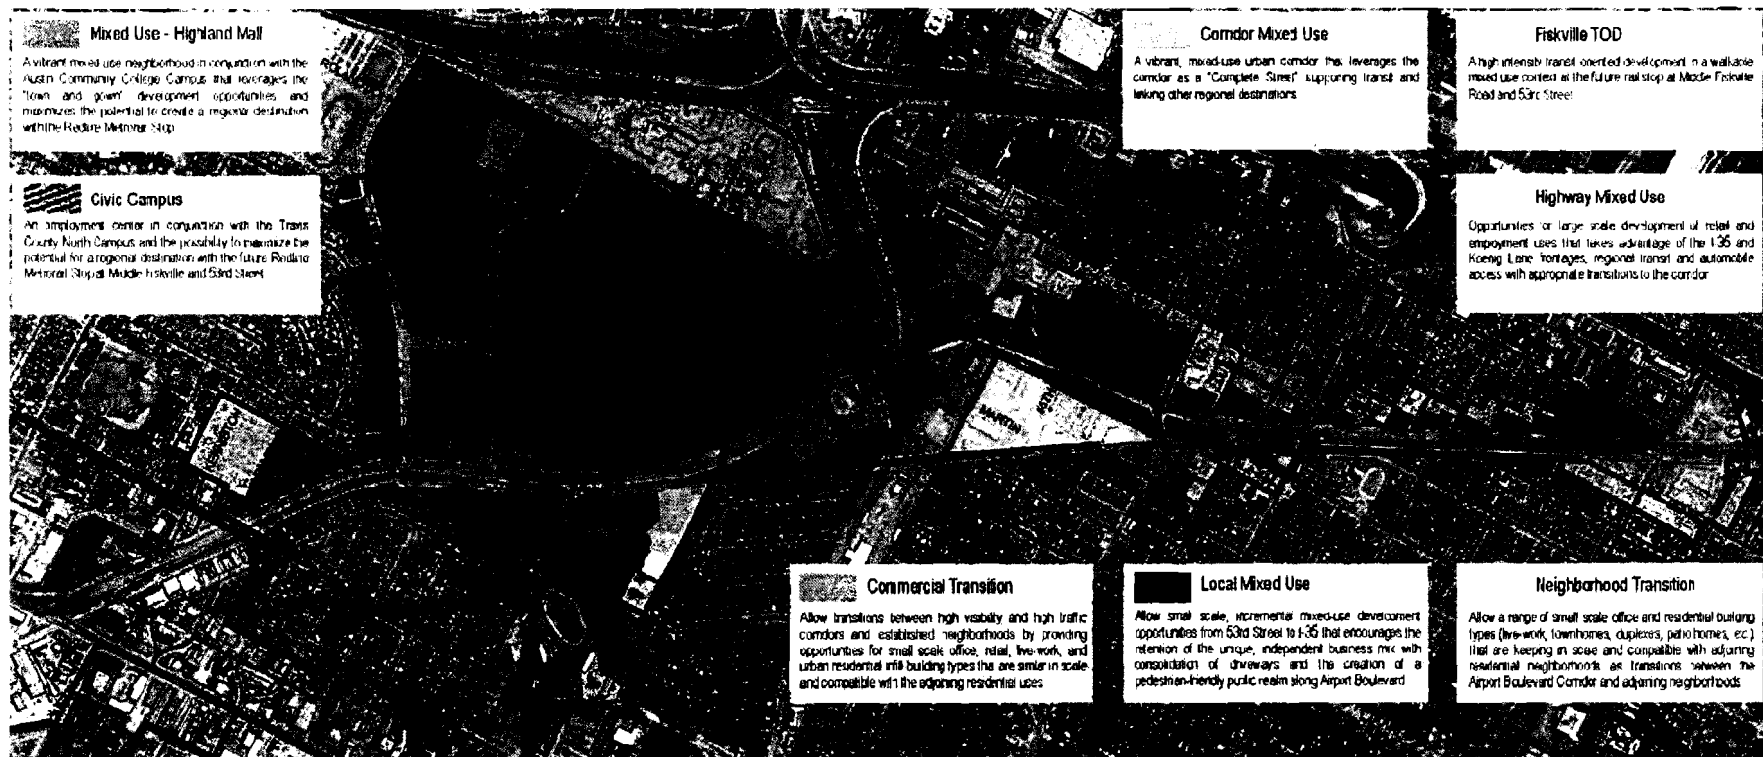 Mixed Use - Highland Mall
A vibrant mixed use neighborhood in conjunction with the
Austin Community College Campus that leverages the
"town and gown" development opportunities and
maximizes the potential to create a regional destination
with the Redline Metrorail Stop
Civic Campus
An employment center in conjunction with the Travis
County North Campus and the possibility to maximize the
potential for a regional destination with the future Redline
Metrorail Stop at Middle Fiskville and 53rd Street
Corridor Mixed Use
A vibrant, mixed-use urban corridor that leverages the
corridor as a "Complete Street" supporting transit and
linking other regional destinations
Fiskville TOD
A high intensity transit oriented development in a walkable
mixed use context at the future rail stop at Middle Fiskville
Road and 53rd Street
Highway Mixed Use
Opportunities for large scale development of retail and
employment uses that takes advantage of the I-35 and
Koenig Lane frontages, regional transit and automobile
access with appropriate transitions to the corridor
Commercial Transition
Allow transitions between high visibility and high traffic
corridors and established neighborhoods by providing
opportunities for small scale office, retail, live-work, and
urban residential infill building types that are similar in scale
and compatible with the adjoining residential uses
Local Mixed Use
Allow small scale, incremental mixed-use development
opportunities from 53rd Street to I-35 that encourages the
retention of the unique, independent business mix with
consolidation of driveways and the creation of a
pedestrian-friendly public realm along Airport Boulevard
Neighborhood Transition
Allow a range of small scale office and residential building
types (live-work, townhomes, duplexes, patio homes, etc.)
that are keeping in scale and compatible with adjoining
residential neighborhoods as transitions between the
Airport Boulevard Corridor and adjoining neighborhoods